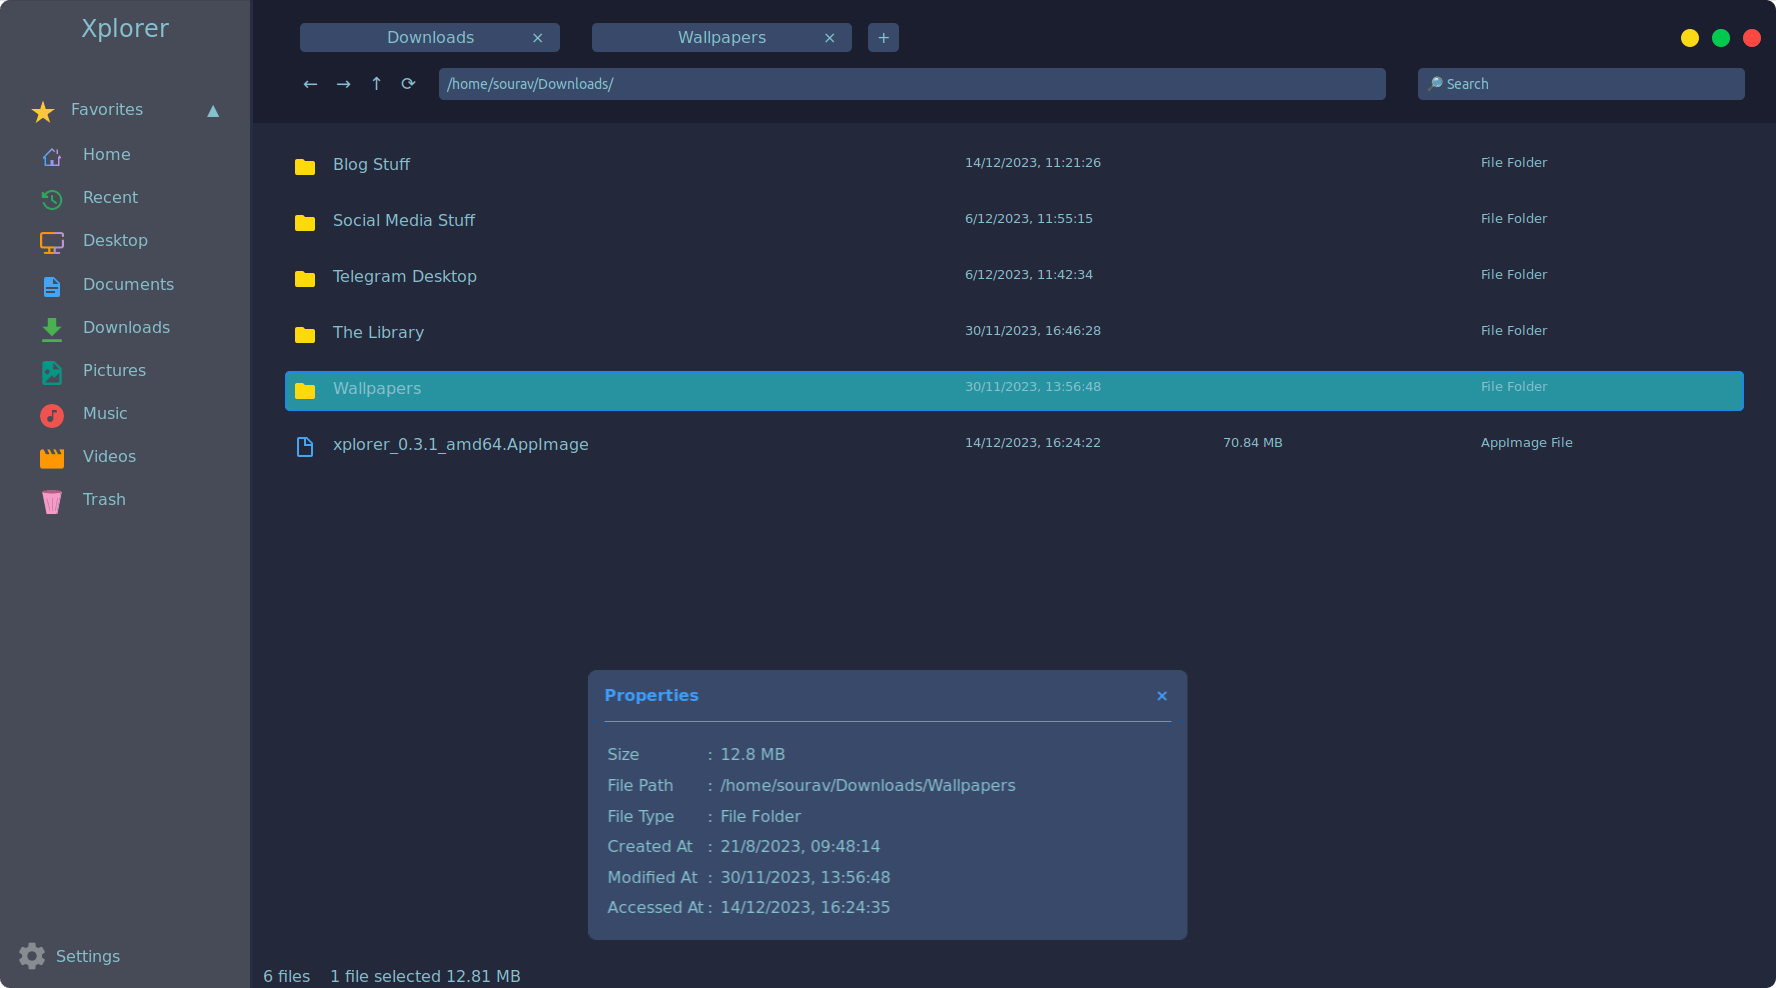 Xplorer
Downloads ×
Wallpapers ×
+
← → ↑ ⟳ /home/sourav/Downloads/ 🔎 Search
Favorites ▲
Home
Recent
Desktop
Documents
Downloads
Pictures
Music
Videos
Trash
Settings
Blog Stuff 14/12/2023, 11:21:26 File Folder
Social Media Stuff 6/12/2023, 11:55:15 File Folder
Telegram Desktop 6/12/2023, 11:42:34 File Folder
The Library 30/11/2023, 16:46:28 File Folder
Wallpapers 30/11/2023, 13:56:48 File Folder
xplorer_0.3.1_amd64.AppImage 14/12/2023, 16:24:22 70.84 MB AppImage File
Properties ×
Size : 12.8 MB
File Path : /home/sourav/Downloads/Wallpapers
File Type : File Folder
Created At : 21/8/2023, 09:48:14
Modified At : 30/11/2023, 13:56:48
Accessed At : 14/12/2023, 16:24:35
6 files 1 file selected 12.81 MB